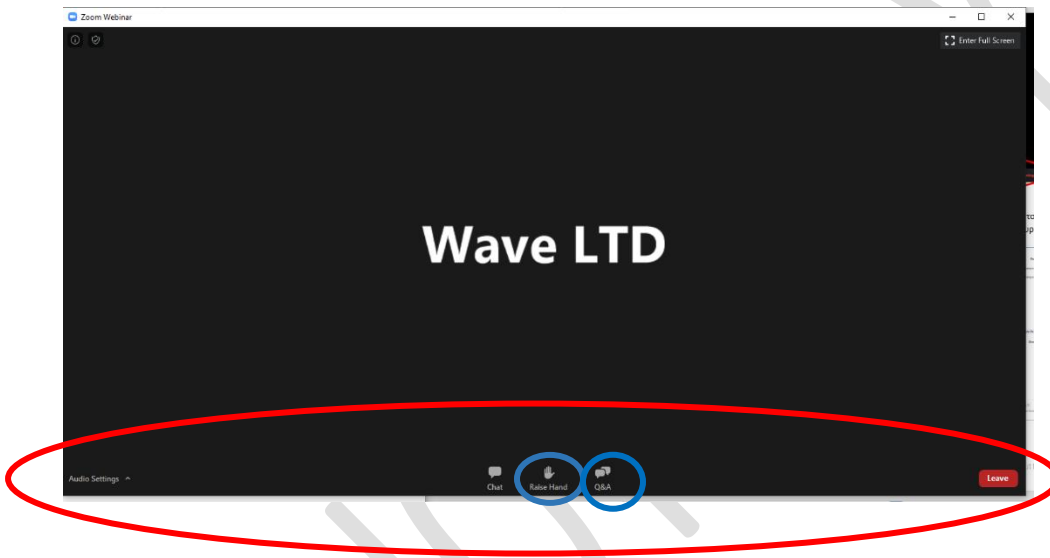 Zoom Webinar
Enter Full Screen
Wave LTD
Audio Settings
Chat
Raise Hand
Q&A
Leave